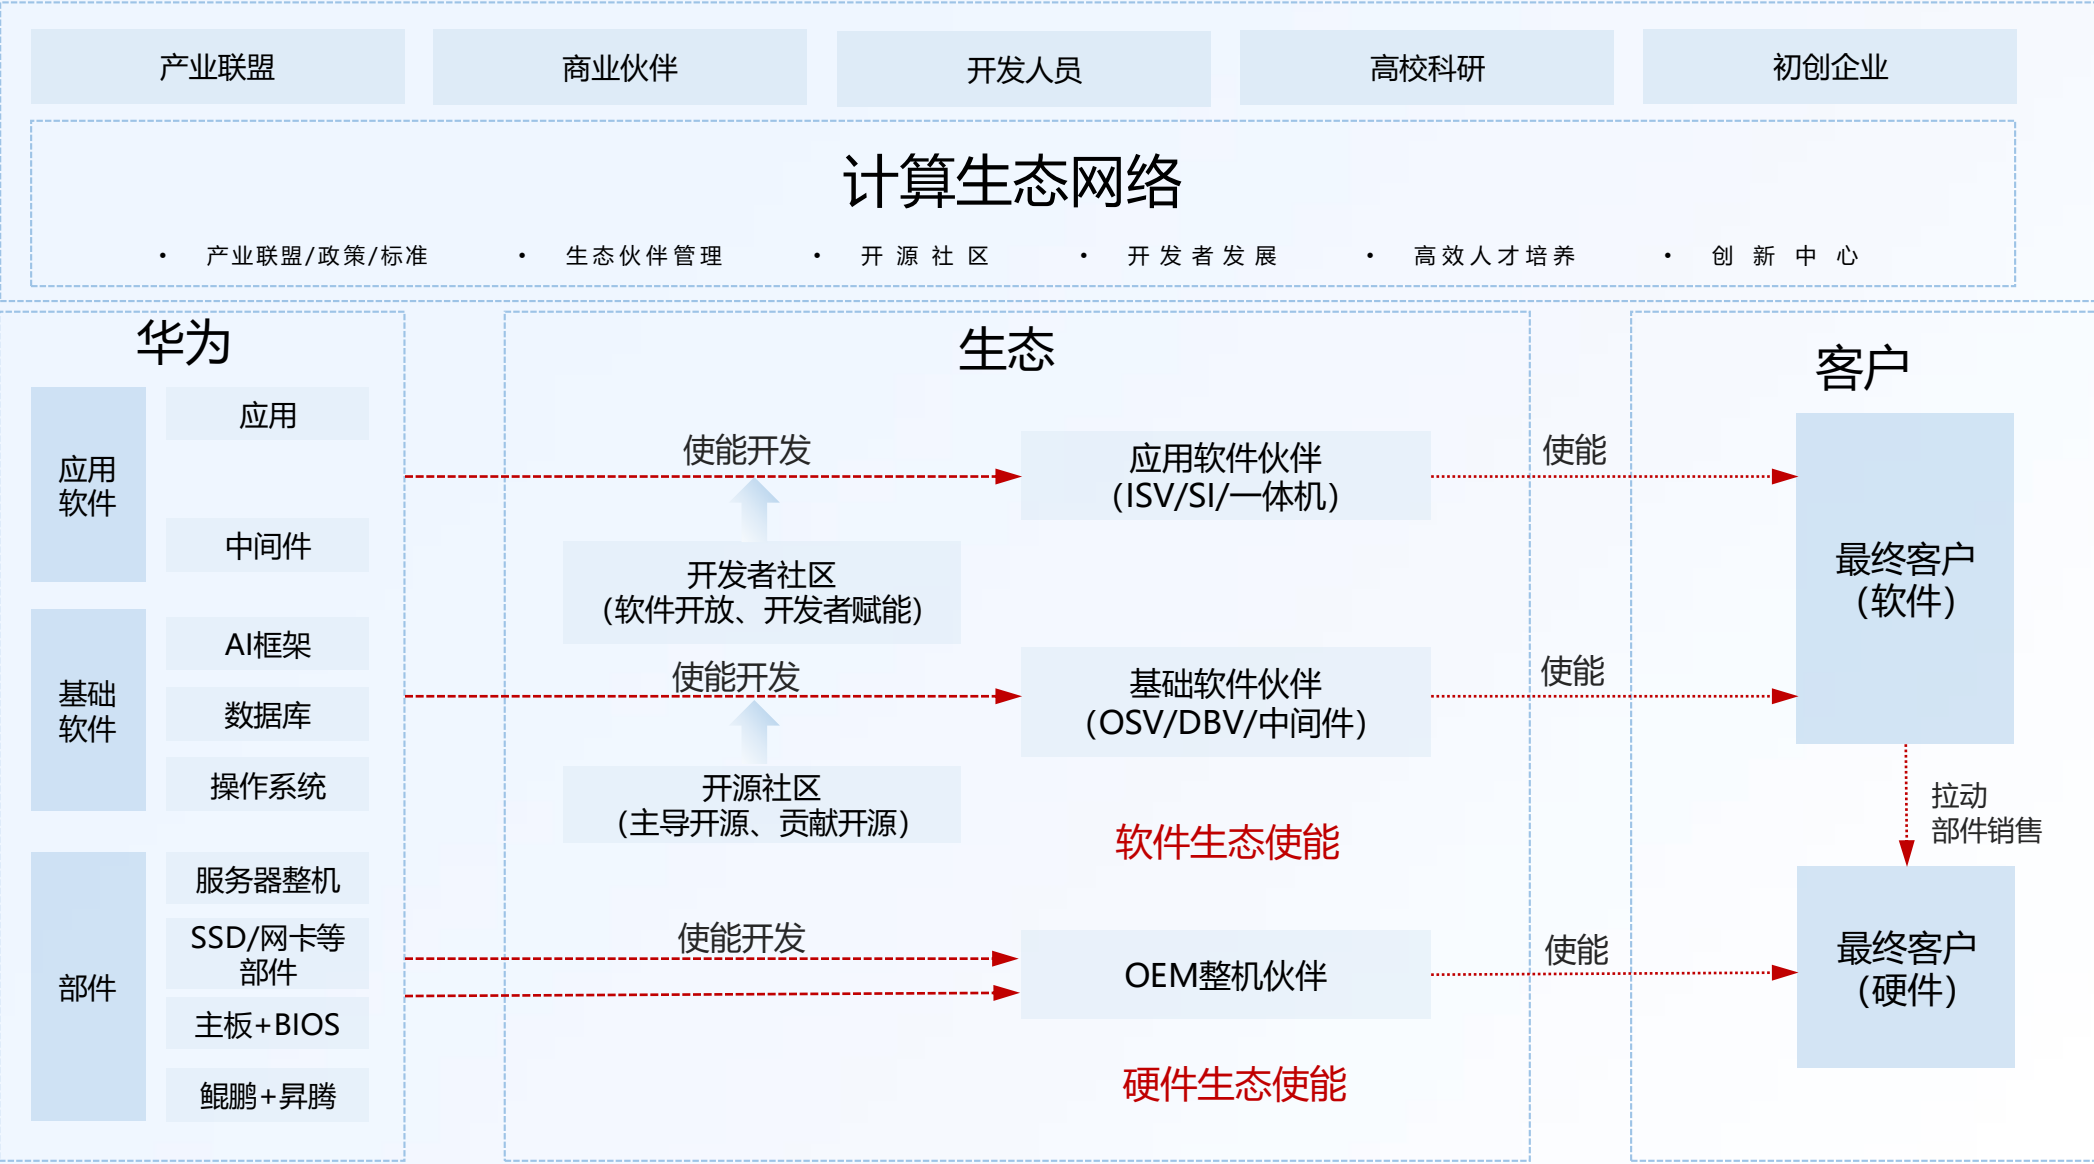 产业联盟
商业伙伴
开发人员
高校科研
初创企业
计算生态网络
• 产业联盟/政策/标准
• 生态伙伴管理
• 开源社区
• 开发者发展
• 高效人才培养
• 创新中心
华为
应用
软件
应用
中间件
基础
软件
AI框架
数据库
操作系统
部件
服务器整机
SSD/网卡等
部件
主板+BIOS
鲲鹏+昇腾
生态
使能开发
应用软件伙伴
（ISV/SI/一体机）
开发者社区
（软件开放、开发者赋能）
使能开发
基础软件伙伴
（OSV/DBV/中间件）
开源社区
（主导开源、贡献开源）
软件生态使能
使能开发
OEM整机伙伴
硬件生态使能
使能
使能
使能
客户
最终客户
（软件）
拉动
部件销售
最终客户
（硬件）